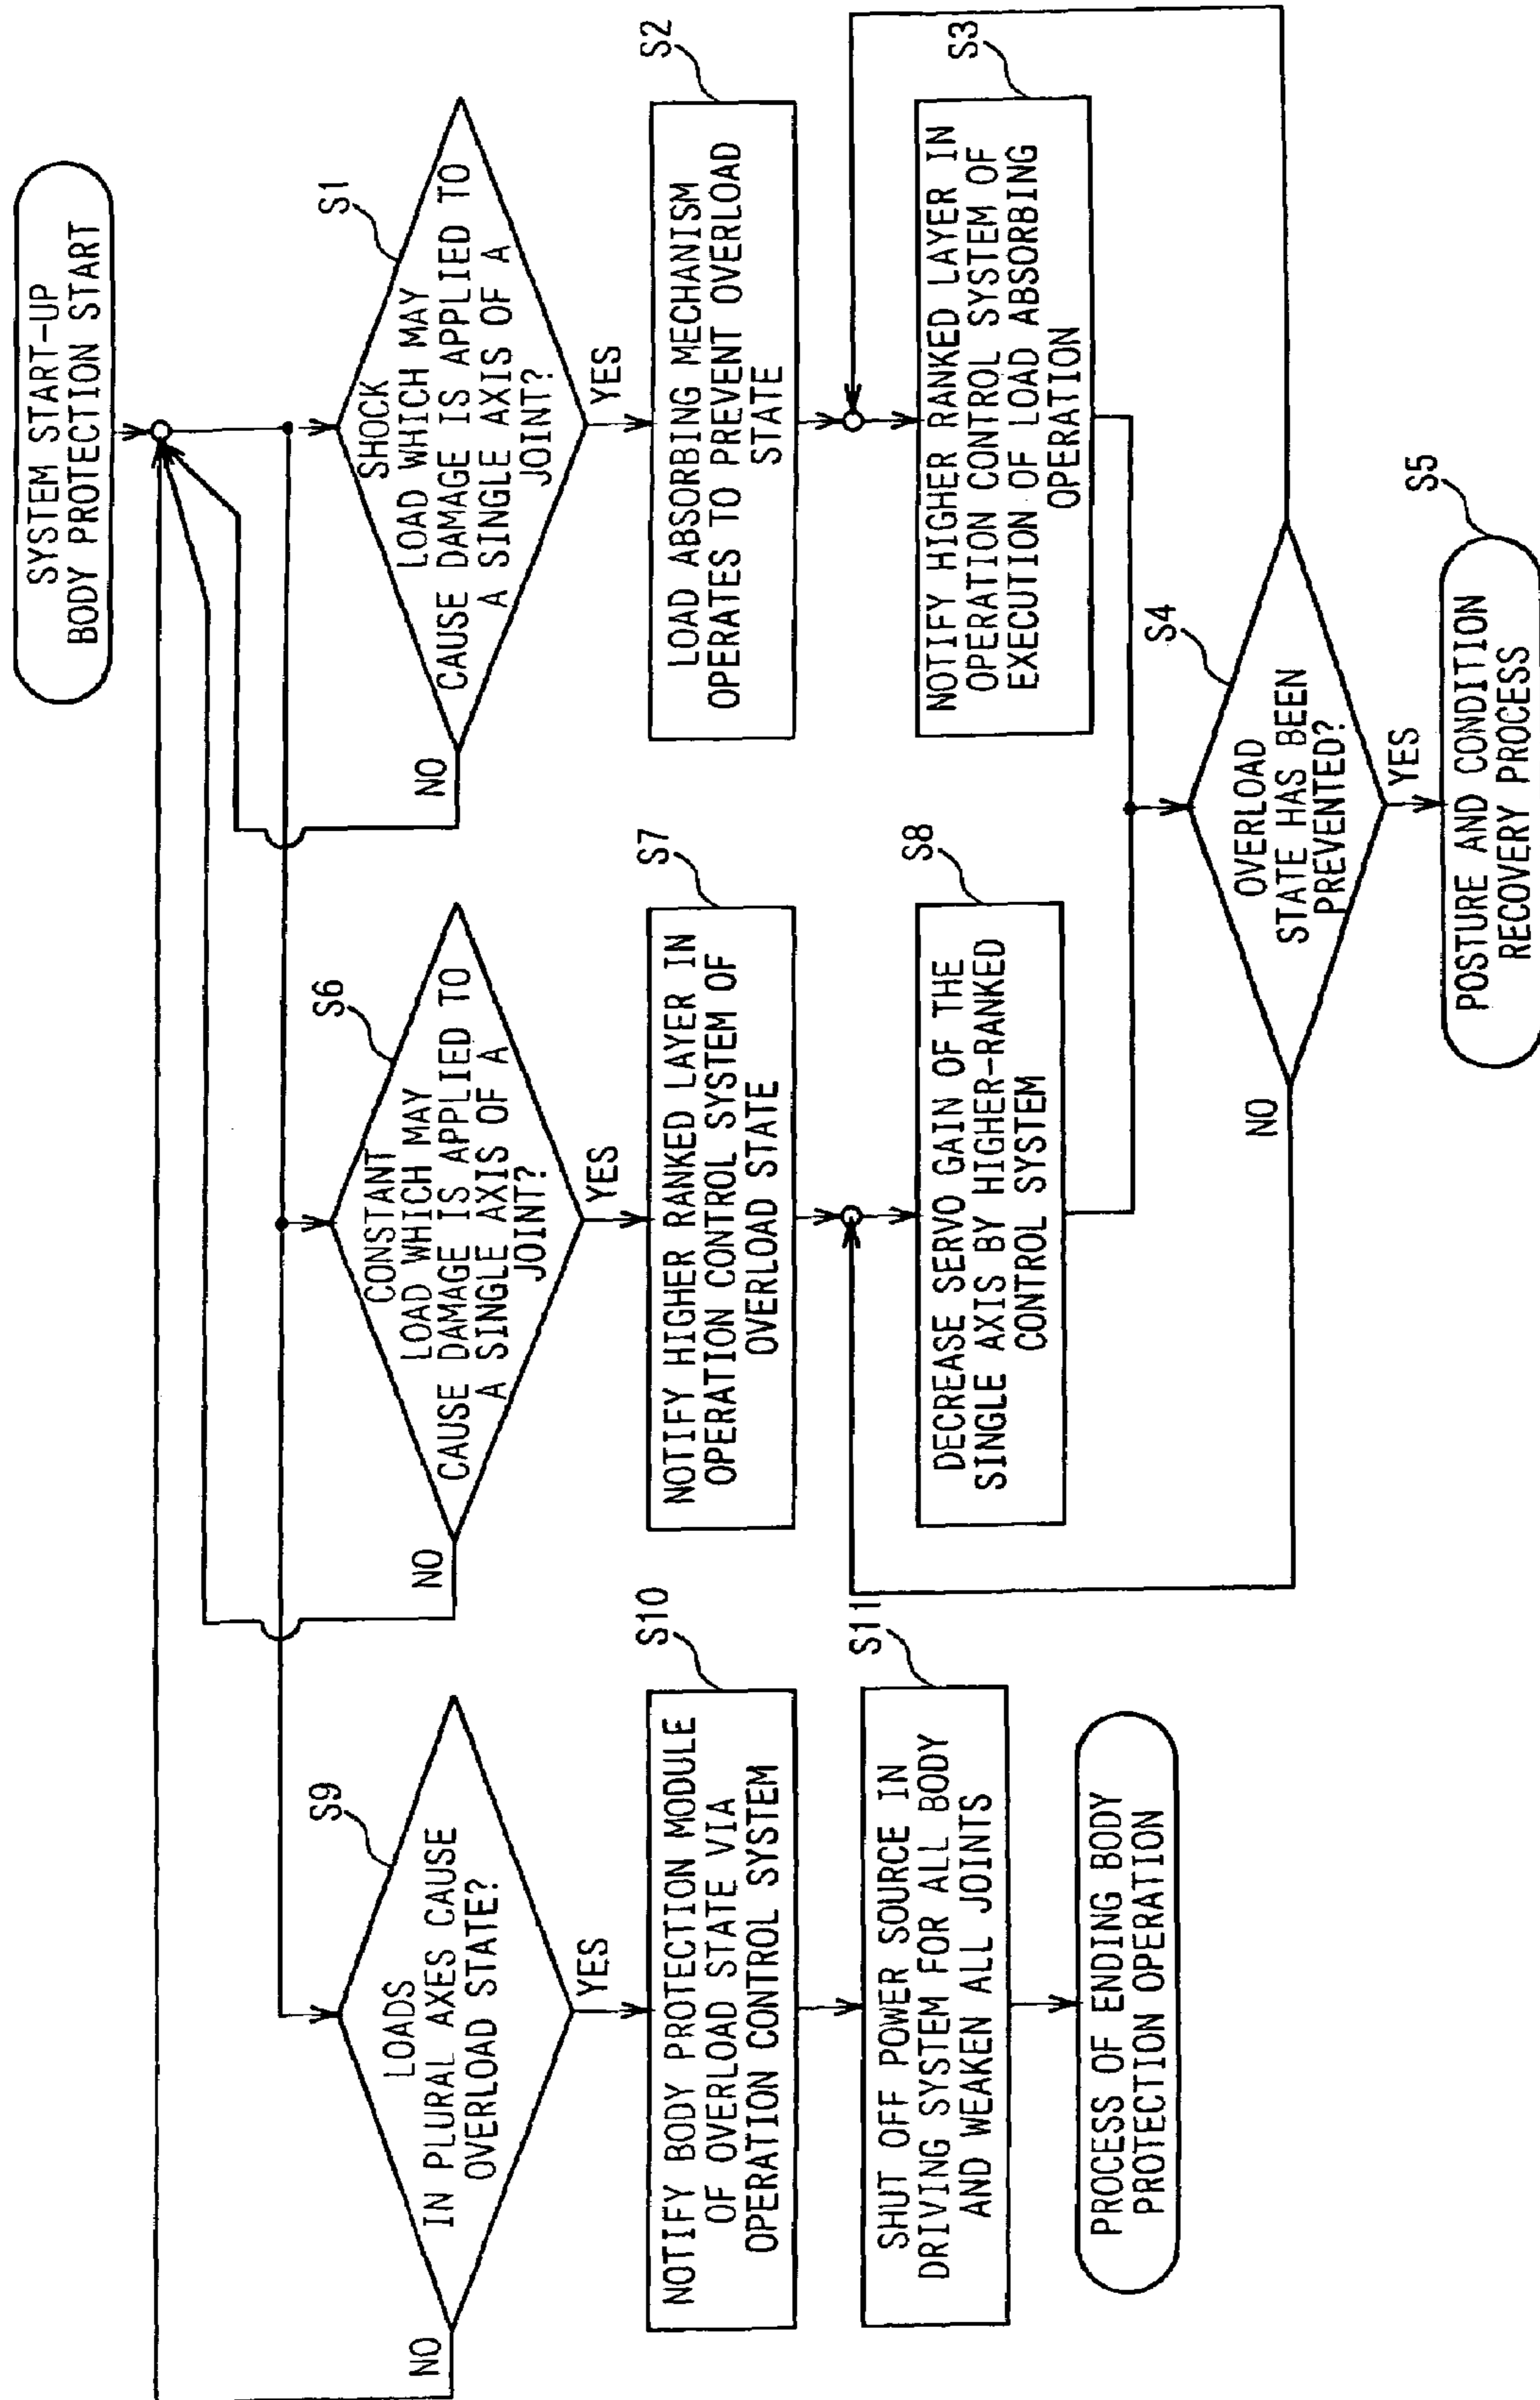 SYSTEM START-UP
BODY PROTECTION START
S1
SHOCK
LOAD WHICH MAY
CAUSE DAMAGE IS APPLIED TO
A SINGLE AXIS OF A
JOINT?
NO
YES
S2
LOAD ABSORBING MECHANISM
OPERATES TO PREVENT OVERLOAD
STATE
S3
NOTIFY HIGHER RANKED LAYER IN
OPERATION CONTROL SYSTEM OF
EXECUTION OF LOAD ABSORBING
OPERATION
S4
OVERLOAD
STATE HAS BEEN
PREVENTED?
NO
YES
S5
POSTURE AND CONDITION
RECOVERY PROCESS
S6
CONSTANT
LOAD WHICH MAY
CAUSE DAMAGE IS APPLIED TO
A SINGLE AXIS OF A
JOINT?
NO
YES
S7
NOTIFY HIGHER RANKED LAYER IN
OPERATION CONTROL SYSTEM OF
OVERLOAD STATE
S8
DECREASE SERVO GAIN OF THE
SINGLE AXIS BY HIGHER-RANKED
CONTROL SYSTEM
S9
LOADS
IN PLURAL AXES CAUSE
OVERLOAD STATE?
NO
YES
S10
NOTIFY BODY PROTECTION MODULE
OF OVERLOAD STATE VIA
OPERATION CONTROL SYSTEM
S11
SHUT OFF POWER SOURCE IN
DRIVING SYSTEM FOR ALL BODY
AND WEAKEN ALL JOINTS
PROCESS OF ENDING BODY
PROTECTION OPERATION